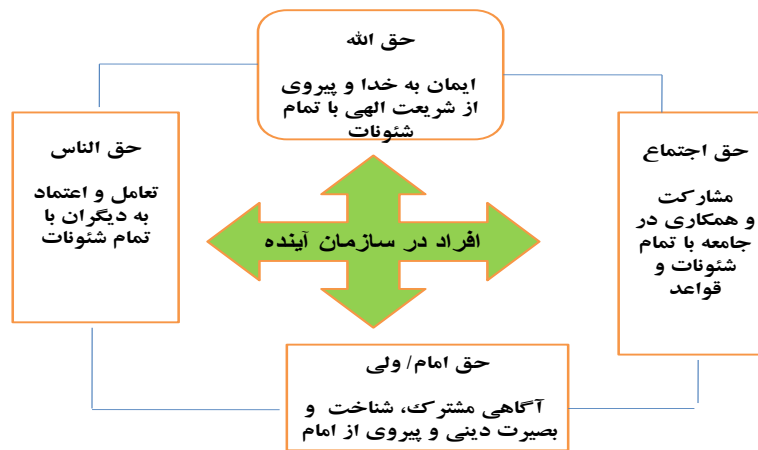 حق الله
ایمان به خدا و پیروی
از شریعت الهی با تمام
شئونات
حق اجتماع
مشارکت
و همکاری در
جامعه با تمام
شئونات و
قواعد
حق الناس
تعامل و اعتماد
به دیگران با
تمام شئونات
افراد در سازمان آینده
حق امام/ ولی
آگاهی مشترک، شناخت و
بصیرت دینی و پیروی از امام